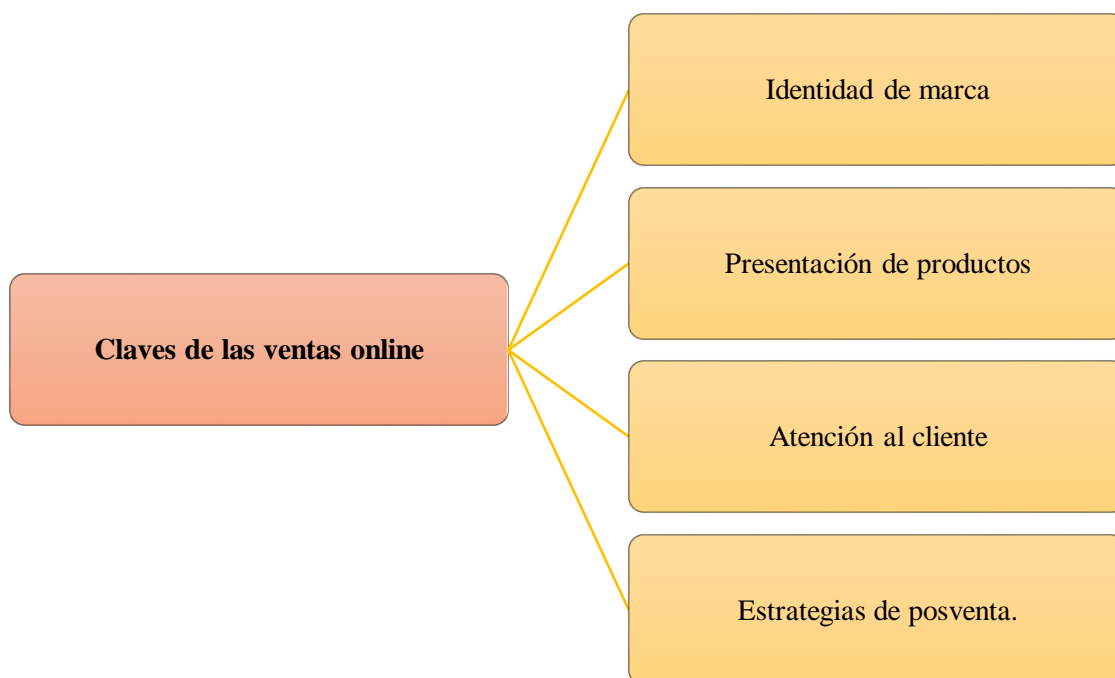 Identidad de marca
Presentación de productos
Claves de las ventas online
Atención al cliente
Estrategias de posventa.